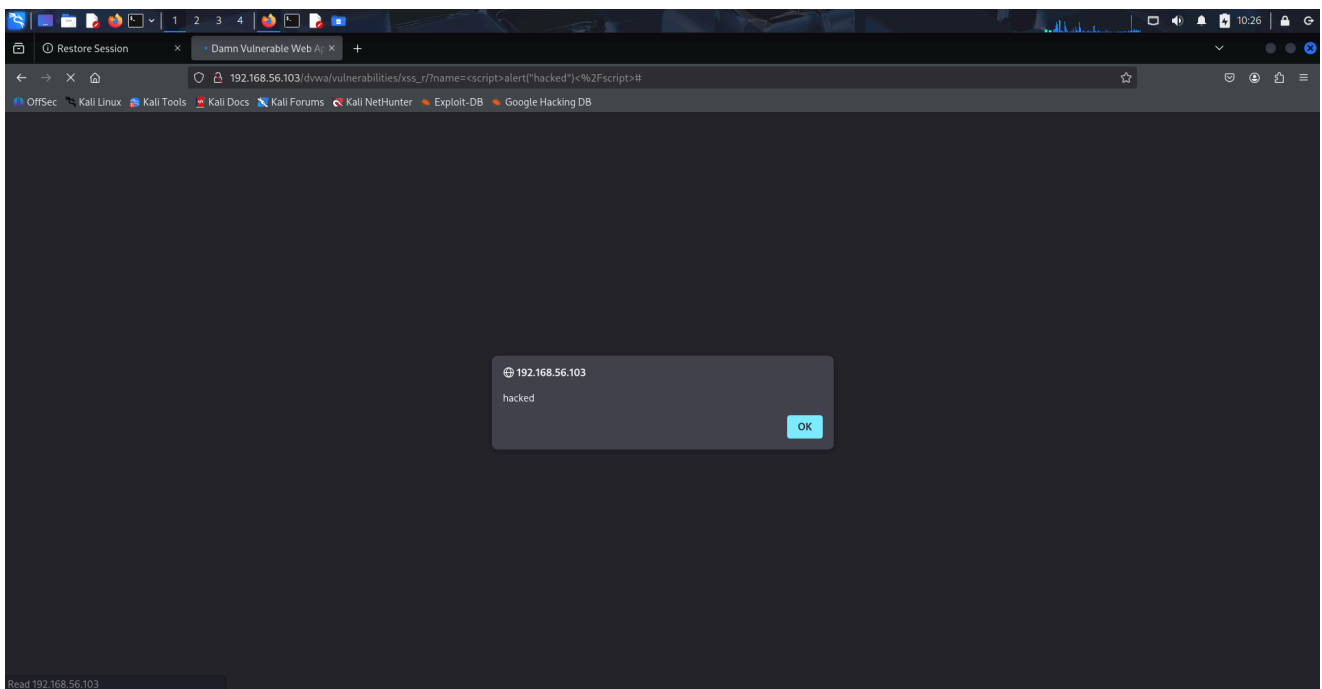 1 2 3 4 10:26
Restore Session Damn Vulnerable Web Ap
192.168.56.103/dvwa/vulnerabilities/xss_r/?name=<script>alert("hacked")<%2Fscript>#
OffSec Kali Linux Kali Tools Kali Docs Kali Forums Kali NetHunter Exploit-DB Google Hacking DB
192.168.56.103
hacked
OK
Read 192.168.56.103